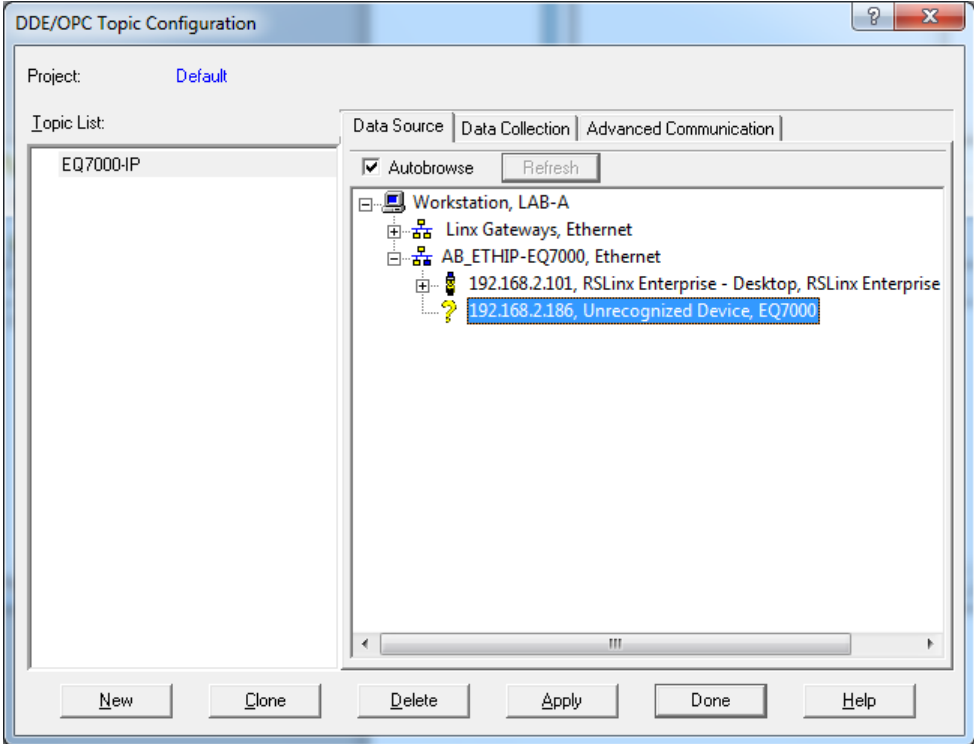 DDE/OPC Topic Configuration
Project: Default
Topic List:
EQ7000-IP
Data Source Data Collection Advanced Communication
Autobrowse Refresh
Workstation, LAB-A
Linx Gateways, Ethernet
AB_ETHIP-EQ7000, Ethernet
192.168.2.101, RSLinx Enterprise - Desktop, RSLinx Enterprise
192.168.2.186, Unrecognized Device, EQ7000
New Clone Delete Apply Done Help